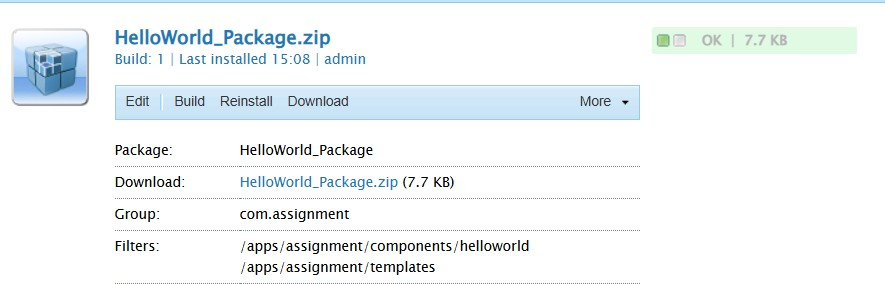 HelloWorld_Package.zip
Build: 1 | Last installed 15:08 | admin
OK | 7.7 KB
Edit Build Reinstall Download More
Package: HelloWorld_Package
Download: HelloWorld_Package.zip (7.7 KB)
Group: com.assignment
Filters: /apps/assignment/components/helloworld
/apps/assignment/templates